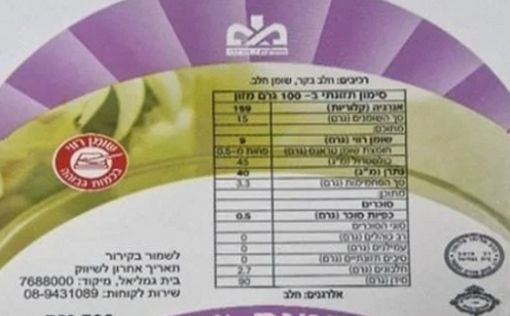 רכיבים: חלב בקר, שומן חלב.
סימון תזונתי ב- 100 גרם מזון
אנרגיה (קלוריות) 159
סך השומנים (גרם) 15
מתוכם:
שומן רווי (גרם) 9
חומצות שומן טראנס (גרם) פחות מ-0.5
כולסטרול (מ"ג) 45
נתרן (מ"ג) 40
סך הפחמימות (גרם) 3.3
מתוכן:
סוכרים
כפיות סוכר (גרם) 0.5
סוגי הסוכרים
רב כוהלים (גרם) 0
עמילנים (גרם) 0
סיבים תזונתיים (גרם) 0
חלבונים (גרם) 2.7
סידן (גרם) 90
אלרגנים: חלב
שומן רווי
בכמות גבוהה
לשמור בקירור
תאריך אחרון לשיווק
בית גמליאל, מיקוד: 7688000
שירות לקוחות: 08-9431089